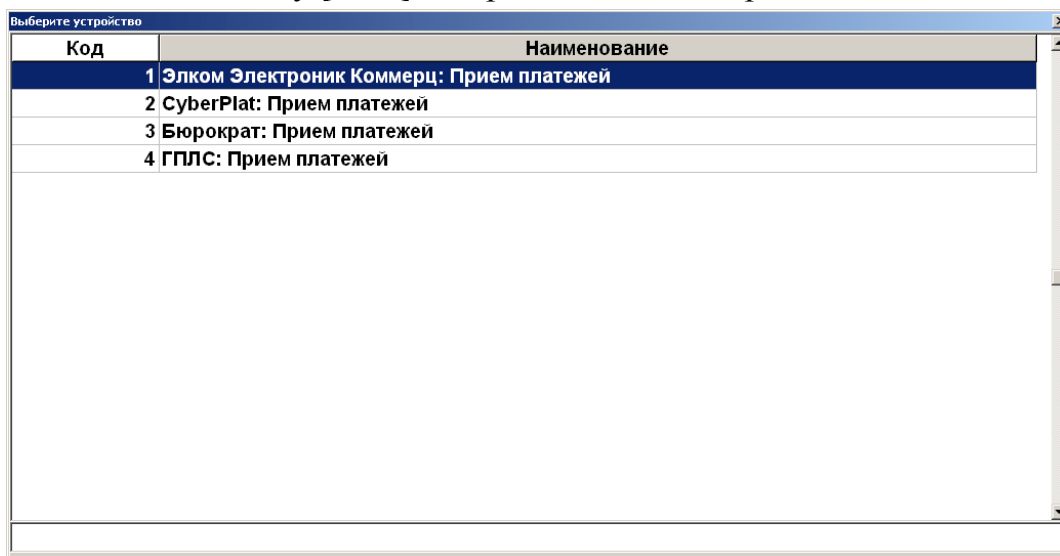 Выберите устройство
Код Наименование
1 Элком Электроник Коммерц: Прием платежей
2 CyberPlat: Прием платежей
3 Бюрократ: Прием платежей
4 ГПЛС: Прием платежей